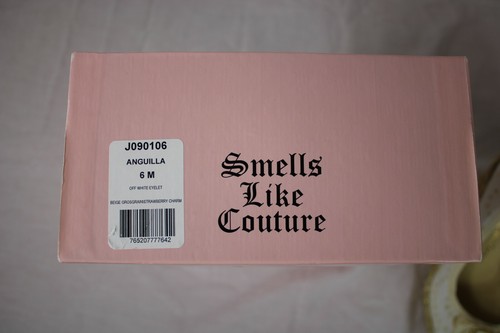 J090106
ANGUILLA
6 M
OFF WHITE EYELET
BEIGE GROSGRAIN/STRAWBERRY CHARM
765207777642
Smells
Like
Couture